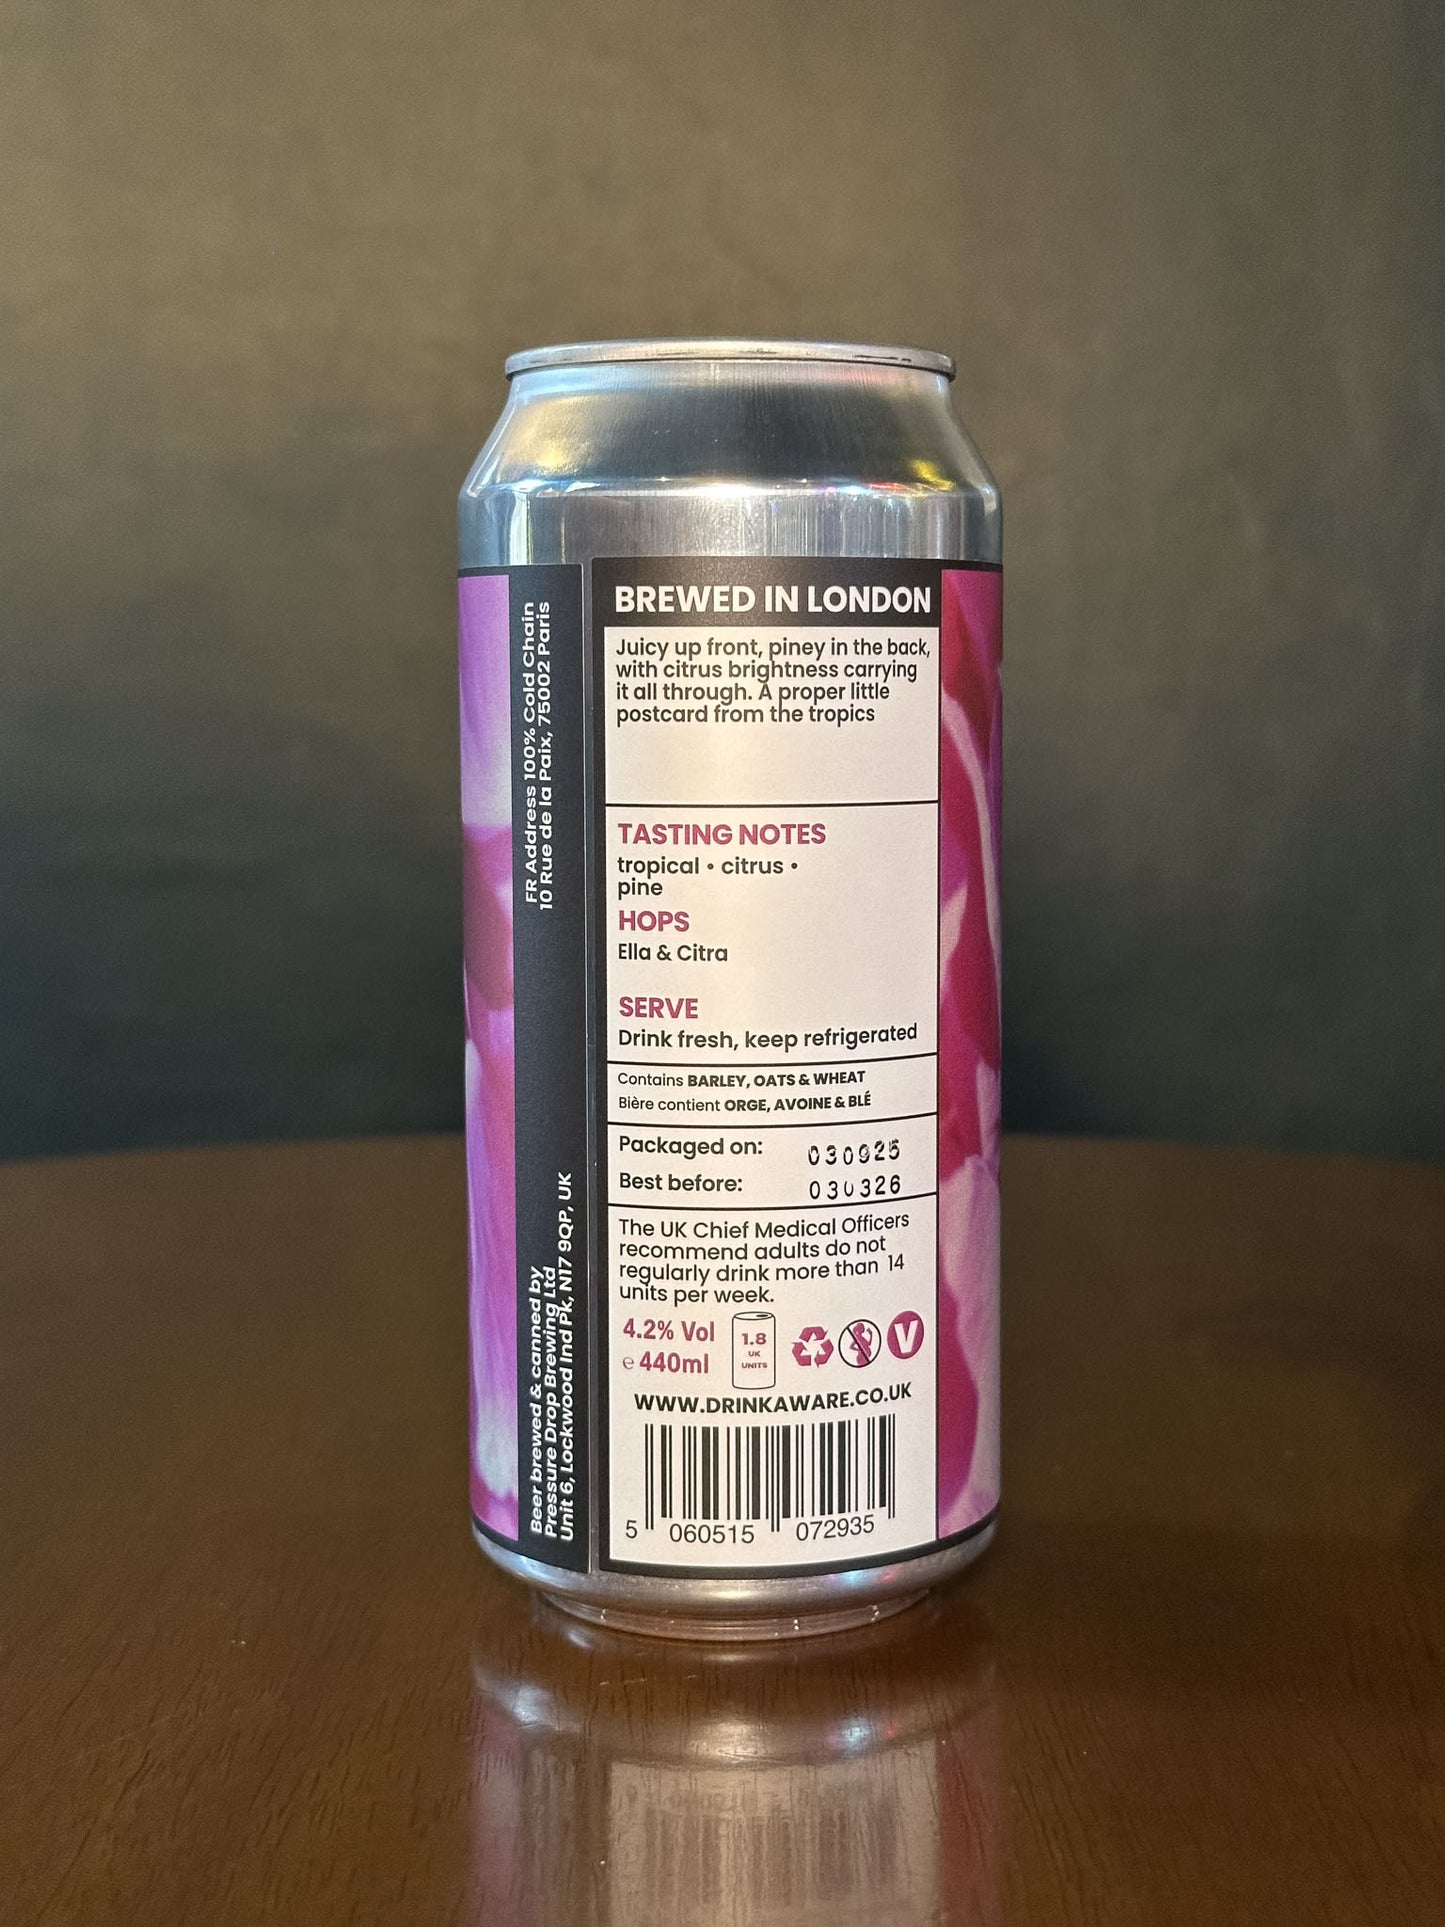 FR Address 100% Cold Chain
10 Rue de la Paix, 75002 Paris
Beer brewed & canned by
Pressure Drop Brewing Ltd
Unit 6, Lockwood Ind Pk, N17 9QP, UK
BREWED IN LONDON
Juicy up front, piney in the back,
with citrus brightness carrying
it all through. A proper little
postcard from the tropics
TASTING NOTES
tropical • citrus •
pine
HOPS
Ella & Citra
SERVE
Drink fresh, keep refrigerated
Contains BARLEY, OATS & WHEAT
Bière contient ORGE, AVOINE & BLÉ
Packaged on: 030925
Best before: 030326
The UK Chief Medical Officers
recommend adults do not
regularly drink more than 14
units per week.
4.2% Vol
℮ 440ml
1.8
UK
UNITS
V
WWW.DRINKAWARE.CO.UK
5 060515 072935